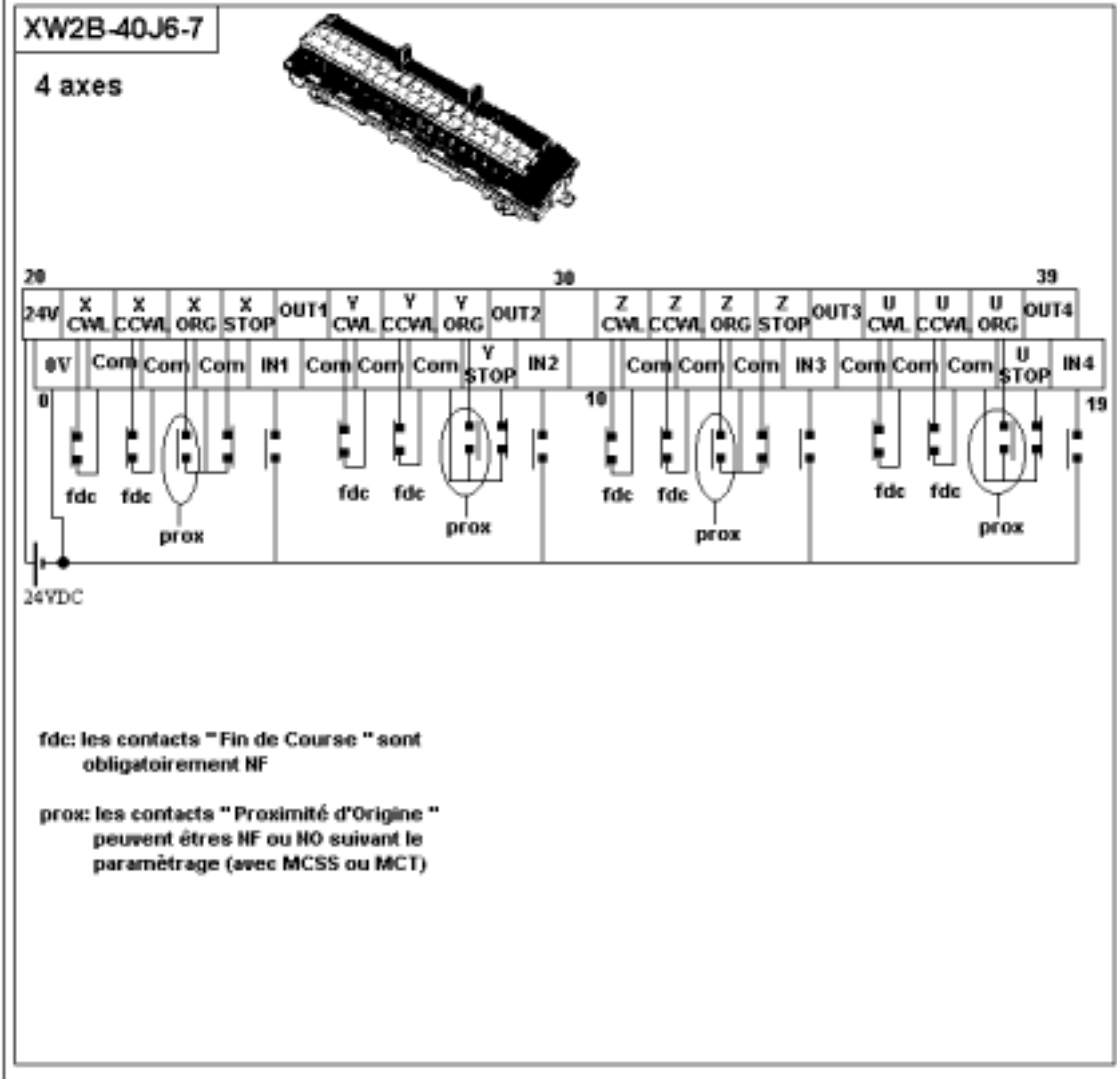 XW2B-40J6-7
4 axes
20 30 39
24V X CWL X CCWL X ORG X STOP OUT1 Y CWL Y CCWL Y ORG OUT2 Z CWL Z CCWL Z ORG Z STOP OUT3 U CWL U CCWL U ORG OUT4
0V Com Com Com IN1 Com Com Com Y STOP IN2 Com Com Com IN3 Com Com Com U STOP IN4
0 10 19
fdc fdc fdc fdc fdc fdc fdc fdc
prox prox prox prox
24VDC
fdc: les contacts " Fin de Course " sont
obligatoirement NF
prox: les contacts " Proximité d'Origine "
peuvent êtres NF ou NO suivant le
paramètrage (avec MCSS ou MCT)